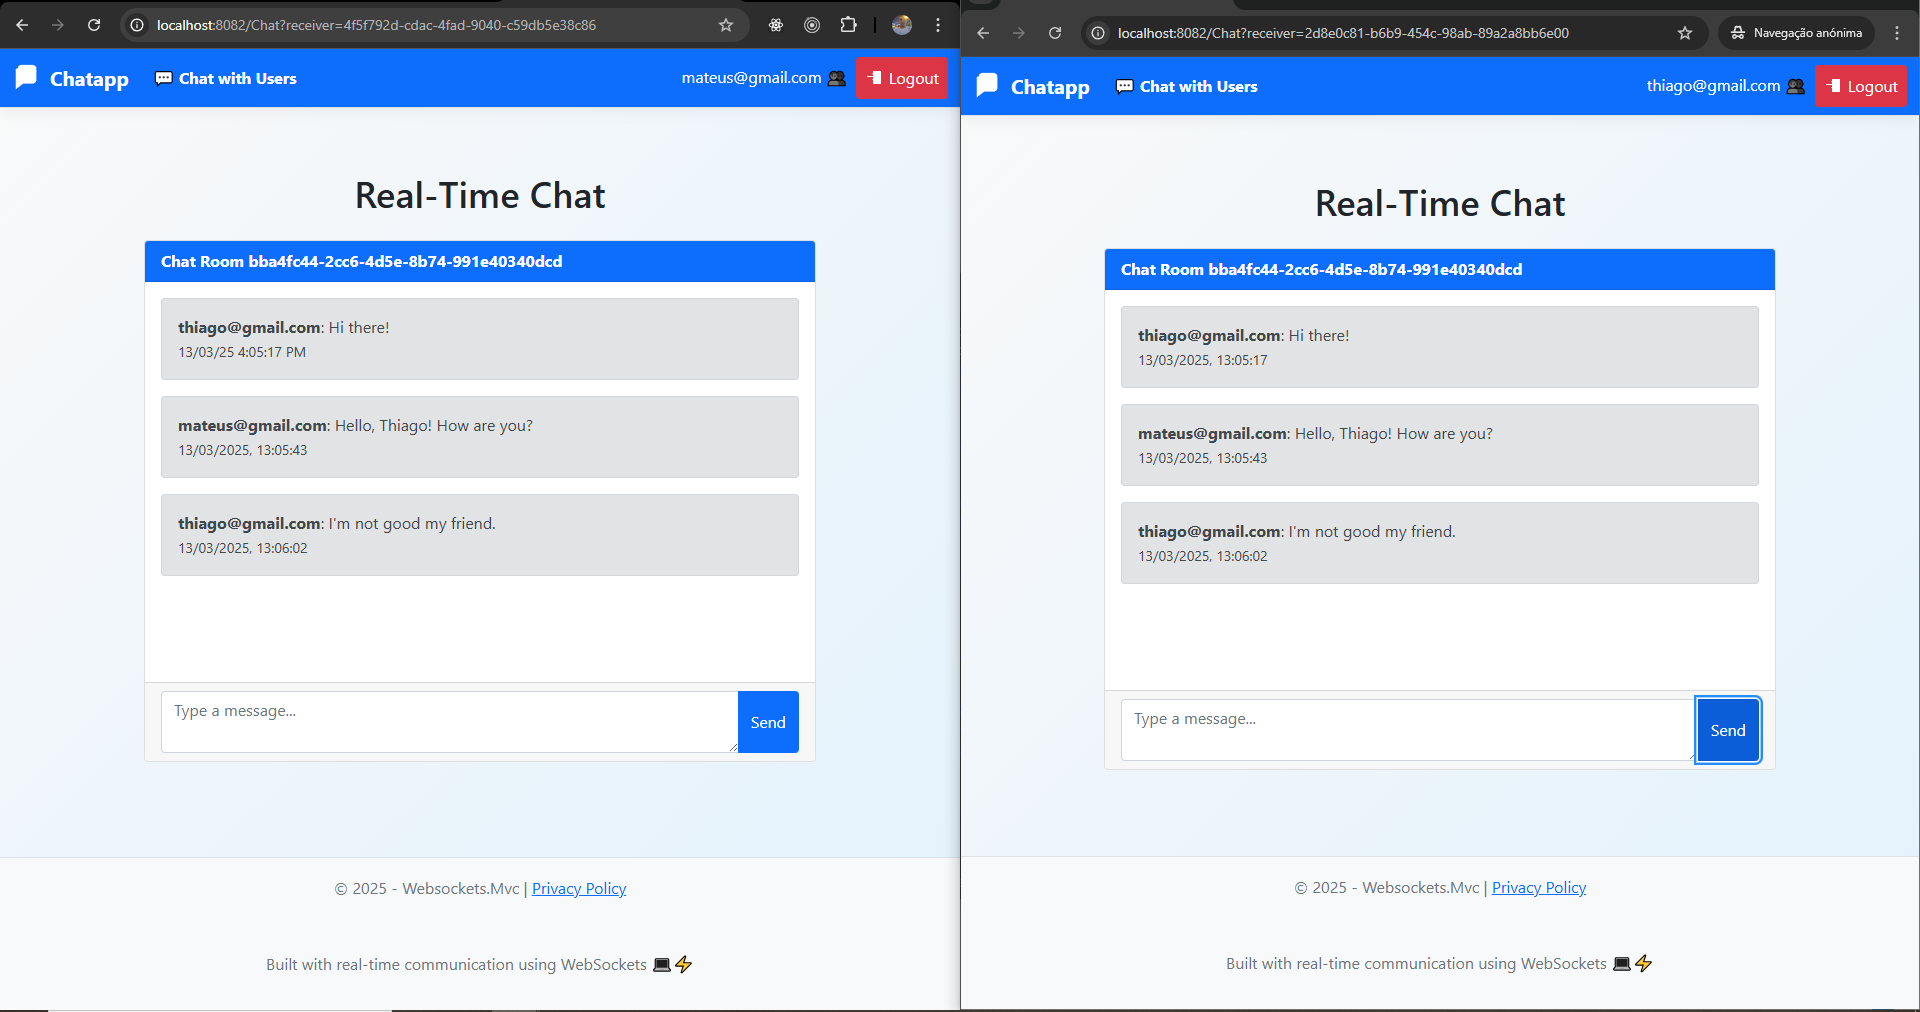 localhost:8082/Chat?receiver=4f5f792d-cdac-4fad-9040-c59db5e38c86
Chatapp
💬 Chat with Users
mateus@gmail.com 👥
Logout
Real-Time Chat
Chat Room bba4fc44-2cc6-4d5e-8b74-991e40340dcd
thiago@gmail.com: Hi there!
13/03/25 4:05:17 PM
mateus@gmail.com: Hello, Thiago! How are you?
13/03/2025, 13:05:43
thiago@gmail.com: I'm not good my friend.
13/03/2025, 13:06:02
Type a message...
Send
© 2025 - Websockets.Mvc | Privacy Policy
Built with real-time communication using WebSockets 💻⚡
localhost:8082/Chat?receiver=2d8e0c81-b6b9-454c-98ab-89a2a8bb6e00
Navegação anónima
Chatapp
💬 Chat with Users
thiago@gmail.com 👥
Logout
Real-Time Chat
Chat Room bba4fc44-2cc6-4d5e-8b74-991e40340dcd
thiago@gmail.com: Hi there!
13/03/2025, 13:05:17
mateus@gmail.com: Hello, Thiago! How are you?
13/03/2025, 13:05:43
thiago@gmail.com: I'm not good my friend.
13/03/2025, 13:06:02
Type a message...
Send
© 2025 - Websockets.Mvc | Privacy Policy
Built with real-time communication using WebSockets 💻⚡